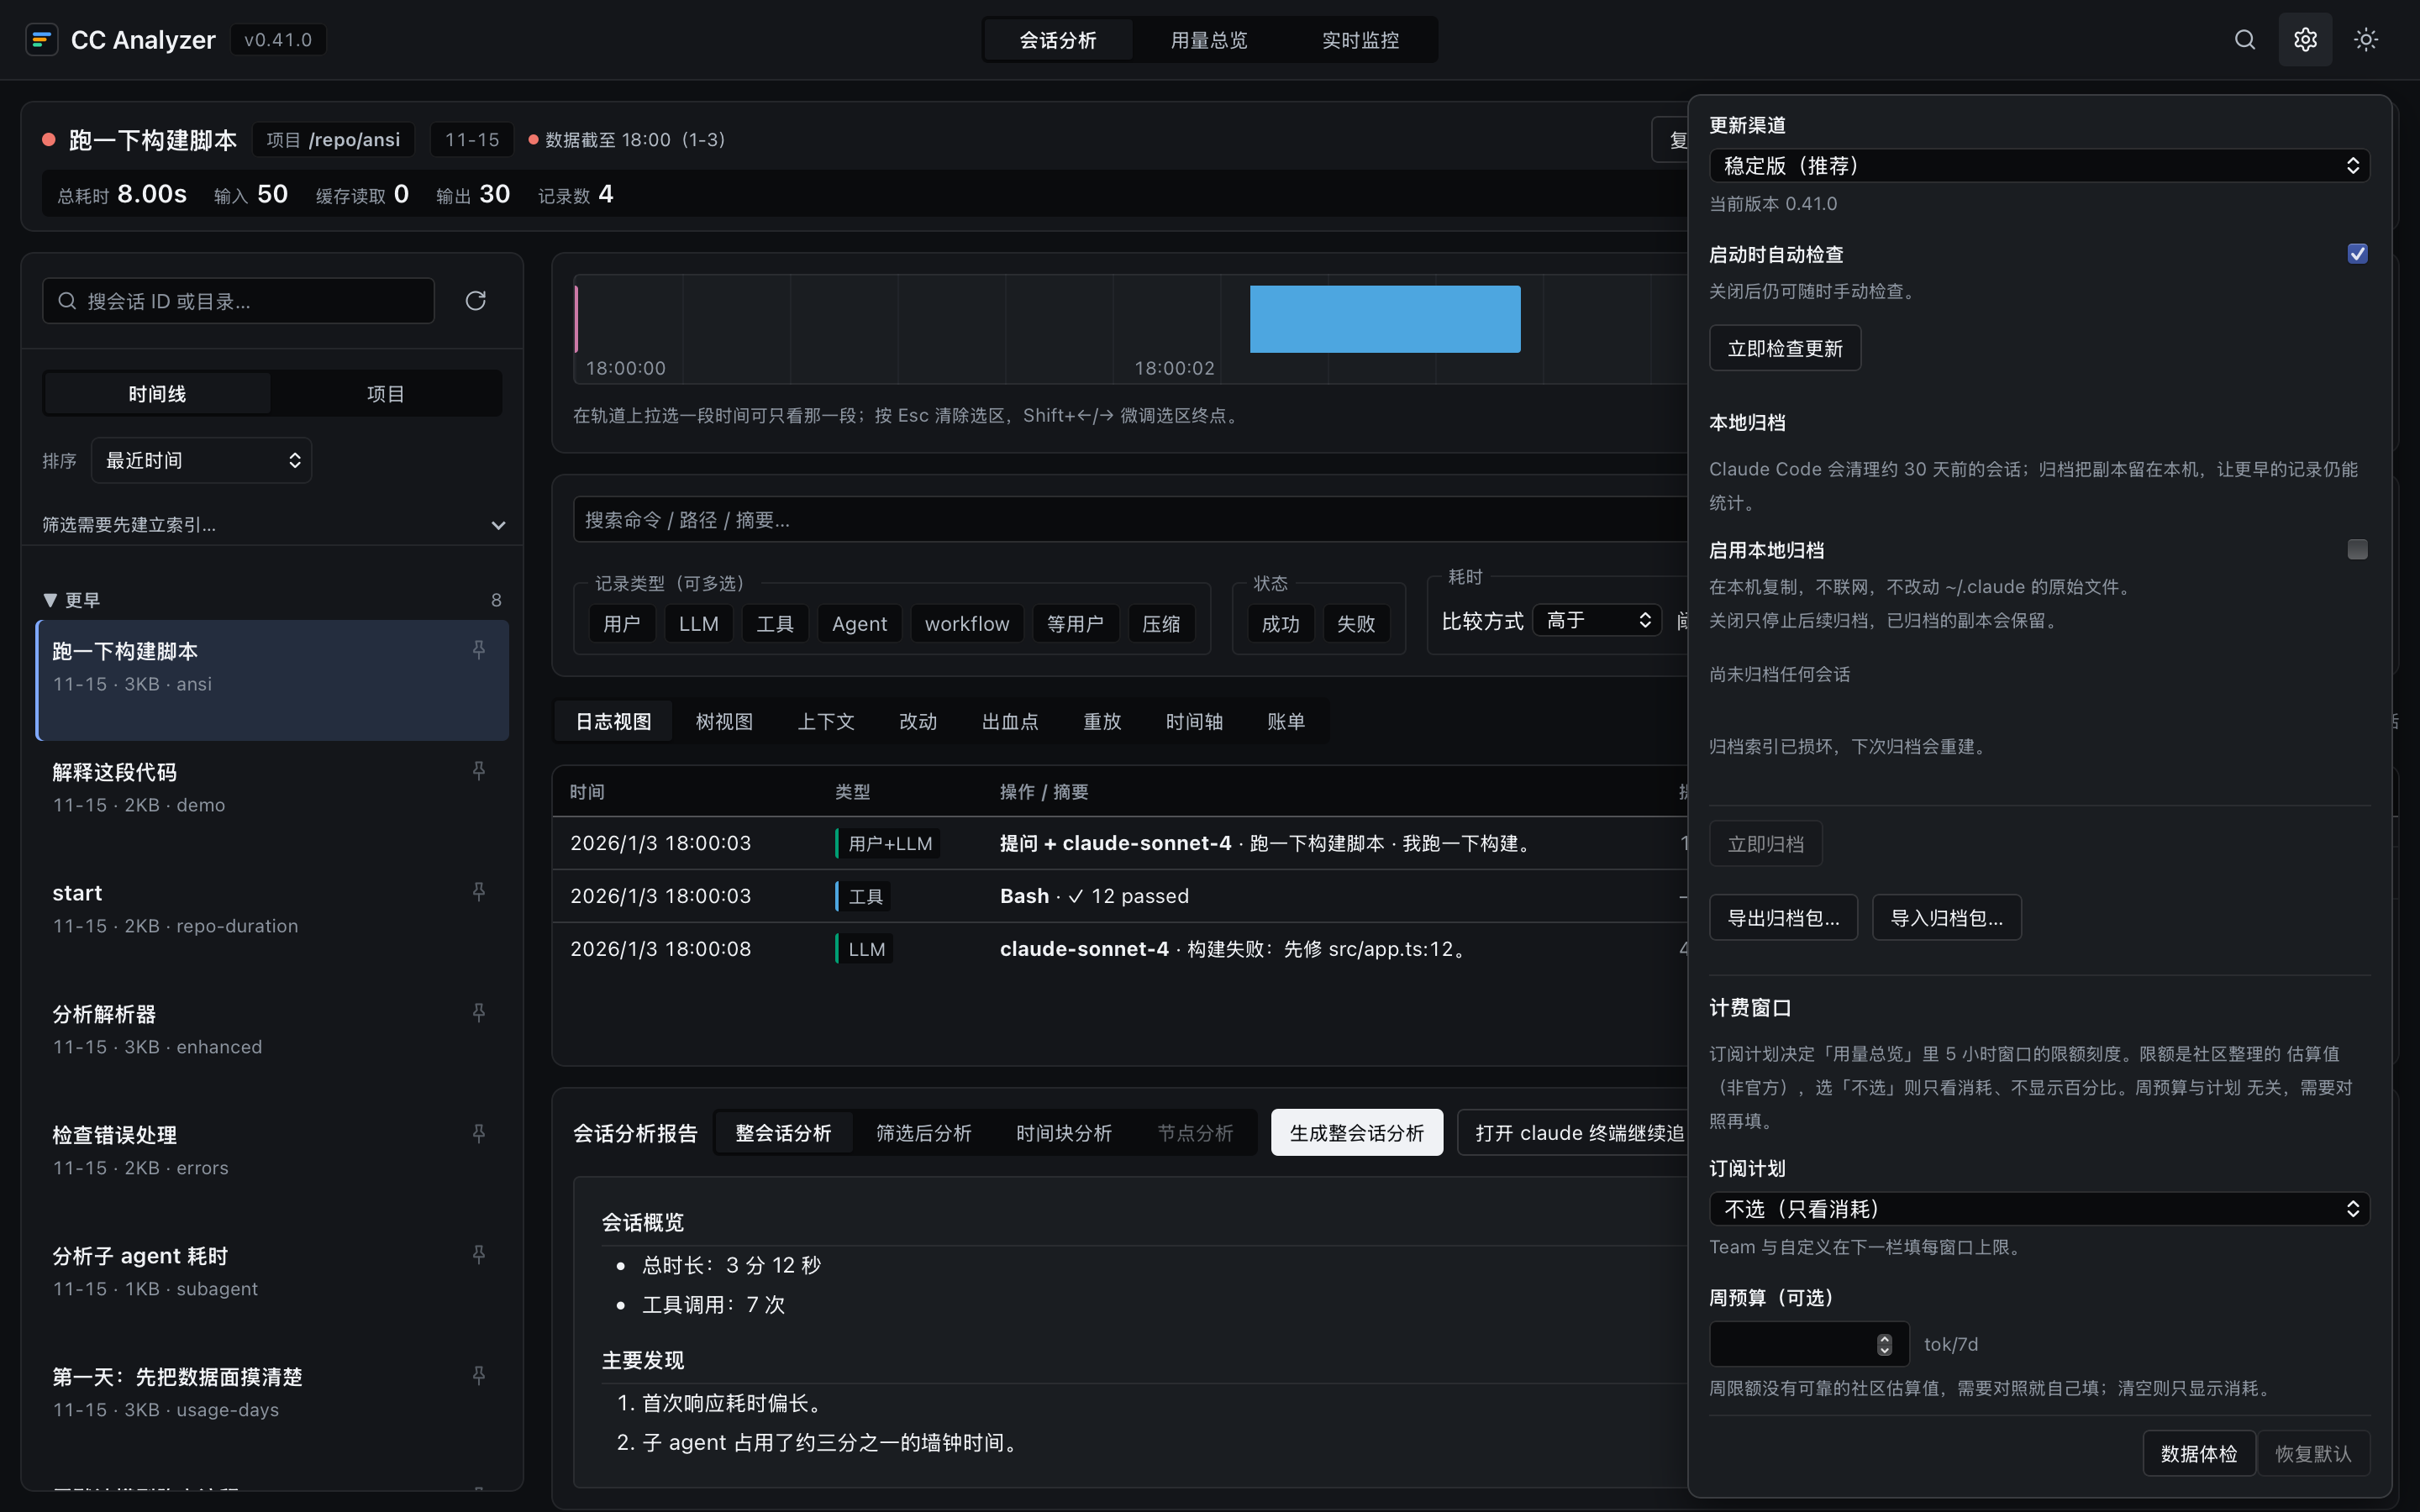 CC Analyzer v0.41.0
会话分析 用量总览 实时监控
跑一下构建脚本 项目 /repo/ansi 11-15 数据截至 18:00 (1-3)
复
总耗时 8.00s 输入 50 缓存读取 0 输出 30 记录数 4
搜会话 ID 或目录...
时间线 项目
排序 最近时间
筛选需要先建立索引...
▼ 更早 8
跑一下构建脚本
11-15 · 3KB · ansi
解释这段代码
11-15 · 2KB · demo
start
11-15 · 2KB · repo-duration
分析解析器
11-15 · 3KB · enhanced
检查错误处理
11-15 · 2KB · errors
分析子 agent 耗时
11-15 · 1KB · subagent
第一天：先把数据面摸清楚
11-15 · 3KB · usage-days
18:00:00 18:00:02
在轨道上拉选一段时间可只看那一段；按 Esc 清除选区，Shift+←/→ 微调选区终点。
搜索命令 / 路径 / 摘要...
记录类型（可多选） 状态 耗时
用户 LLM 工具 Agent workflow 等用户 压缩 成功 失败 比较方式 高于
日志视图 树视图 上下文 改动 出血点 重放 时间轴 账单
时间 类型 操作 / 摘要
2026/1/3 18:00:03 用户+LLM 提问 + claude-sonnet-4 · 跑一下构建脚本 · 我跑一下构建。
2026/1/3 18:00:03 工具 Bash · ✓ 12 passed
2026/1/3 18:00:08 LLM claude-sonnet-4 · 构建失败：先修 src/app.ts:12。
会话分析报告 整会话分析 筛选后分析 时间块分析 节点分析 生成整会话分析 打开 claude 终端继续追
会话概览
• 总时长：3 分 12 秒
• 工具调用：7 次
主要发现
1. 首次响应耗时偏长。
2. 子 agent 占用了约三分之一的墙钟时间。
更新渠道
稳定版（推荐）
当前版本 0.41.0
启动时自动检查
关闭后仍可随时手动检查。
立即检查更新
本地归档
Claude Code 会清理约 30 天前的会话；归档把副本留在本机，让更早的记录仍能
统计。
启用本地归档
在本机复制，不联网，不改动 ~/.claude 的原始文件。
关闭只停止后续归档，已归档的副本会保留。
尚未归档任何会话
归档索引已损坏，下次归档会重建。
立即归档
导出归档包... 导入归档包...
计费窗口
订阅计划决定「用量总览」里 5 小时窗口的限额刻度。限额是社区整理的 估算值
（非官方），选「不选」则只看消耗、不显示百分比。周预算与计划 无关，需要对
照再填。
订阅计划
不选（只看消耗）
Team 与自定义在下一栏填每窗口上限。
周预算（可选）
tok/7d
周限额没有可靠的社区估算值，需要对照就自己填；清空则只显示消耗。
数据体检 恢复默认